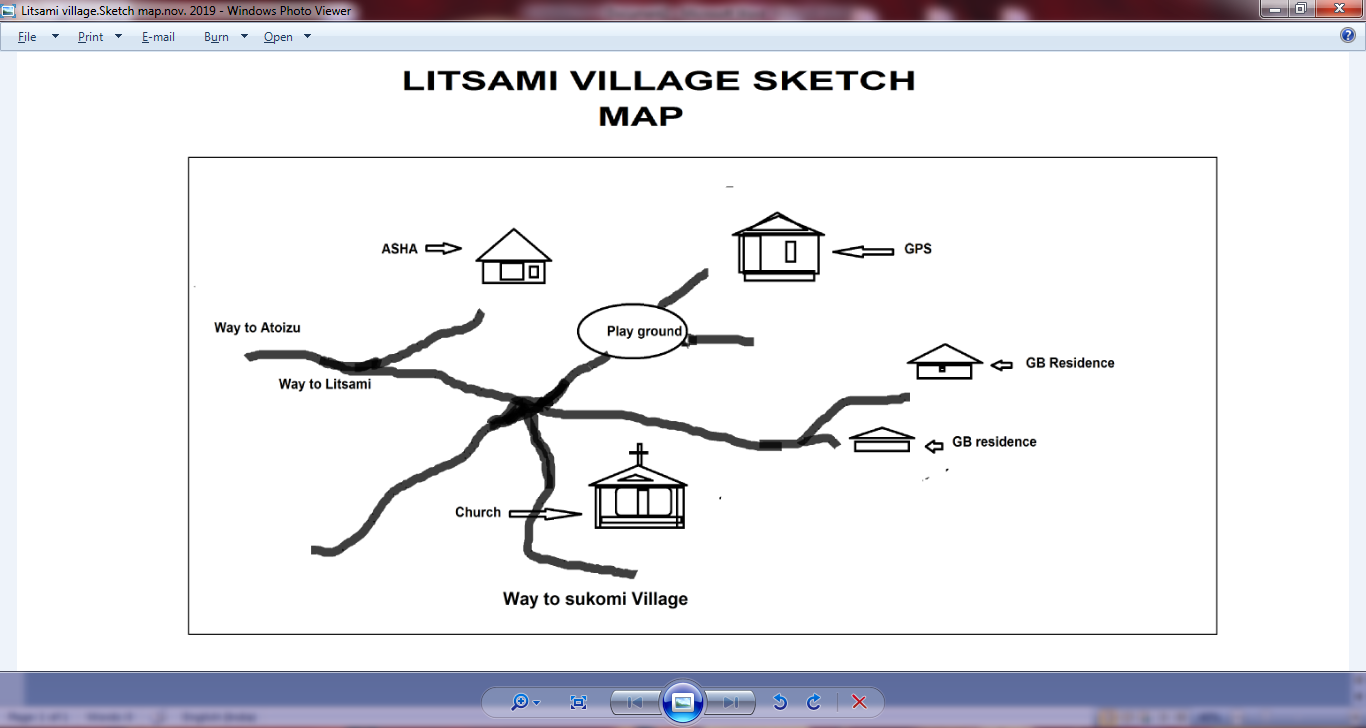 Litsami village.Sketch map.nov. 2019 - Windows Photo Viewer
File Print E-mail Burn Open
LITSAMI VILLAGE SKETCH
MAP
ASHA
GPS
Way to Atoizu
Play ground
Way to Litsami
GB Residence
GB residence
Church
Way to sukomi Village